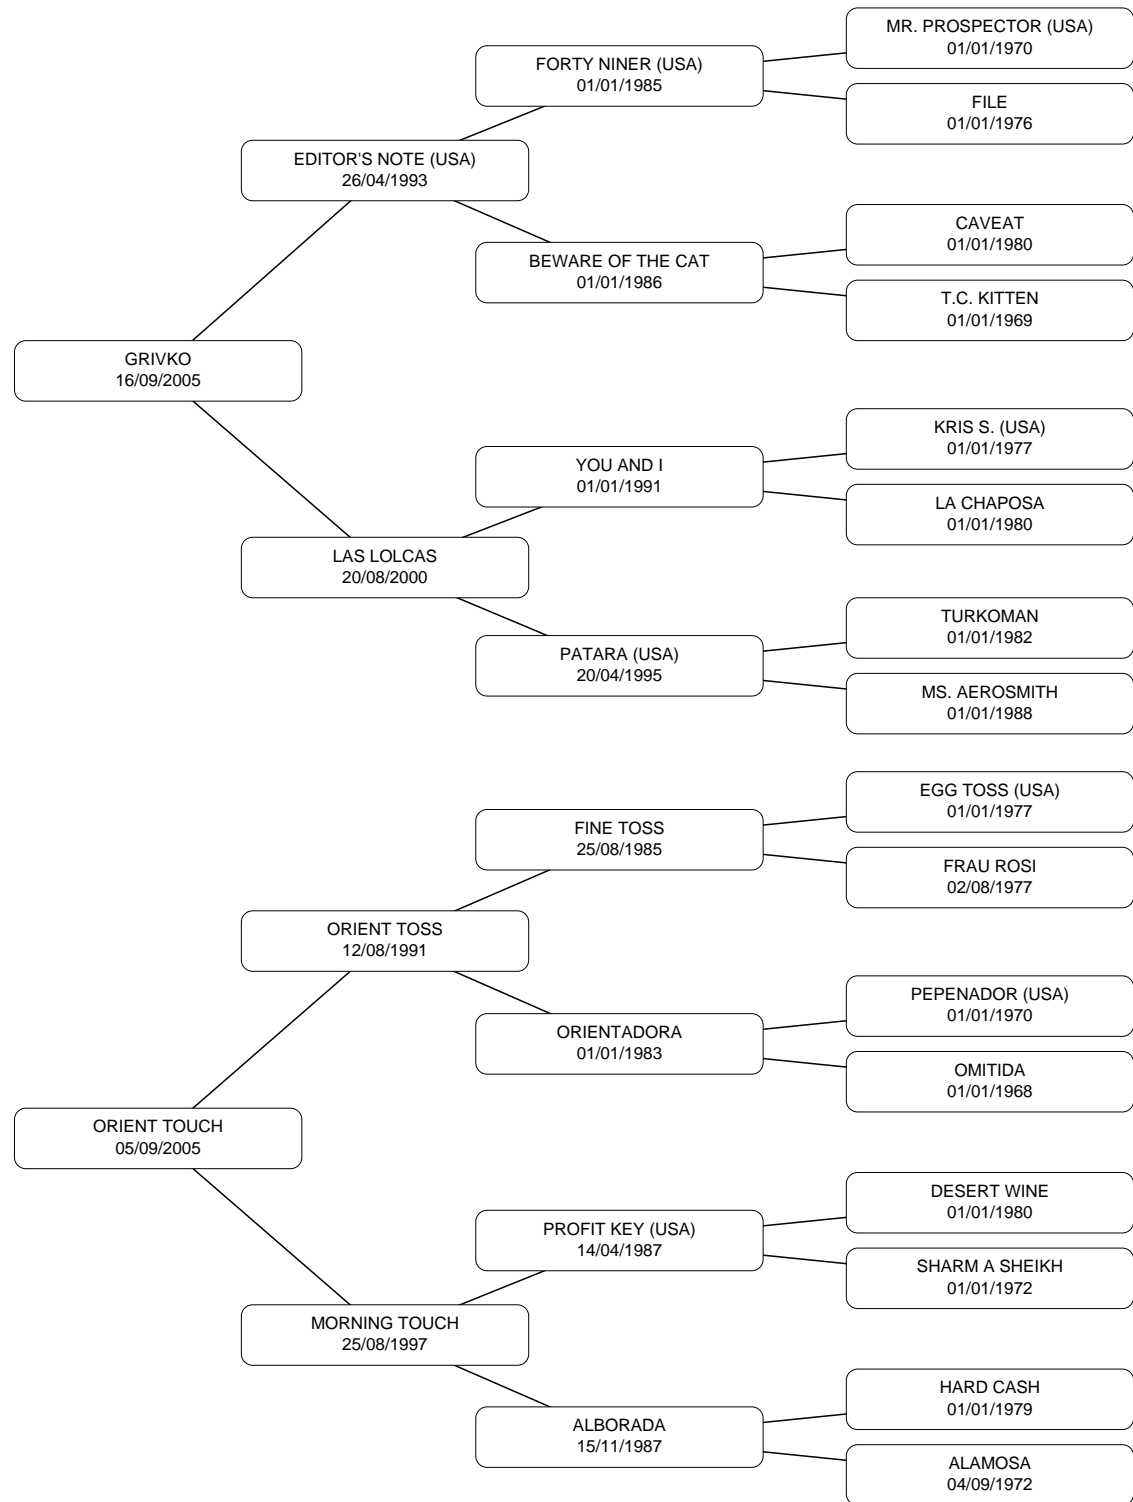 MR. PROSPECTOR (USA)
01/01/1970
FORTY NINER (USA)
01/01/1985
FILE
01/01/1976
EDITOR'S NOTE (USA)
26/04/1993
CAVEAT
01/01/1980
BEWARE OF THE CAT
01/01/1986
T.C. KITTEN
01/01/1969
GRIVKO
16/09/2005
KRIS S. (USA)
01/01/1977
YOU AND I
01/01/1991
LA CHAPOSA
01/01/1980
LAS LOLCAS
20/08/2000
TURKOMAN
01/01/1982
PATARA (USA)
20/04/1995
MS. AEROSMITH
01/01/1988
EGG TOSS (USA)
01/01/1977
FINE TOSS
25/08/1985
FRAU ROSI
02/08/1977
ORIENT TOSS
12/08/1991
PEPENADOR (USA)
01/01/1970
ORIENTADORA
01/01/1983
OMITIDA
01/01/1968
ORIENT TOUCH
05/09/2005
DESERT WINE
01/01/1980
PROFIT KEY (USA)
14/04/1987
SHARM A SHEIKH
01/01/1972
MORNING TOUCH
25/08/1997
HARD CASH
01/01/1979
ALBORADA
15/11/1987
ALAMOSA
04/09/1972